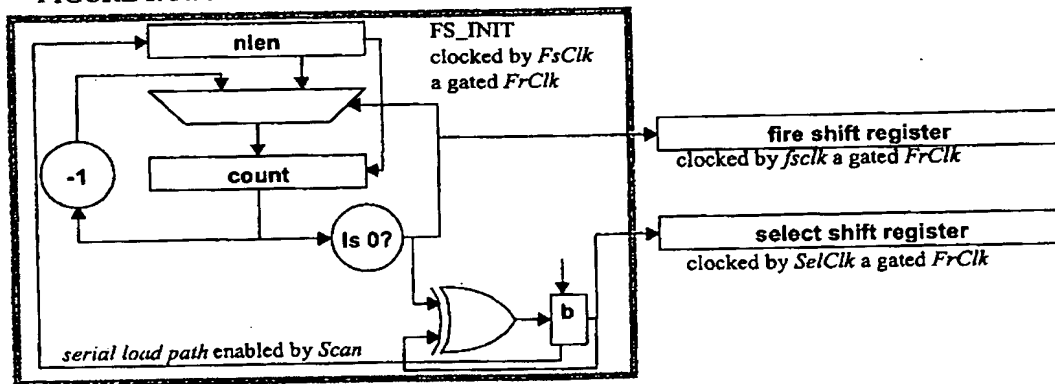 FIGURE
nlen
FS_INIT
clocked by FsClk
a gated FrClk
-1
count
Is 0?
b
serial load path enabled by Scan
fire shift register
clocked by fsclk a gated FrClk
select shift register
clocked by SelClk a gated FrClk